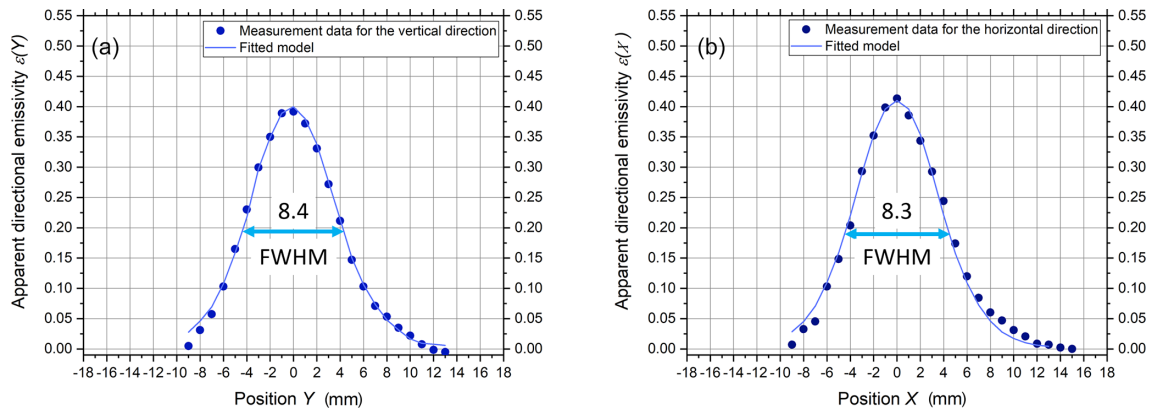 (a)
Measurement data for the vertical direction
Fitted model
Apparent directional emissivity ε(Y)
0.55 0.50 0.45 0.40 0.35 0.30 0.25 0.20 0.15 0.10 0.05 0.00
0.55 0.50 0.45 0.40 0.35 0.30 0.25 0.20 0.15 0.10 0.05 0.00
8.4
FWHM
-18 -16 -14 -12 -10 -8 -6 -4 -2 0 2 4 6 8 10 12 14 16 18
Position Y (mm)
(b)
Measurement data for the horizontal direction
Fitted model
Apparent directional emissivity ε(X)
0.55 0.50 0.45 0.40 0.35 0.30 0.25 0.20 0.15 0.10 0.05 0.00
0.55 0.50 0.45 0.40 0.35 0.30 0.25 0.20 0.15 0.10 0.05 0.00
8.3
FWHM
-18 -16 -14 -12 -10 -8 -6 -4 -2 0 2 4 6 8 10 12 14 16 18
Position X (mm)